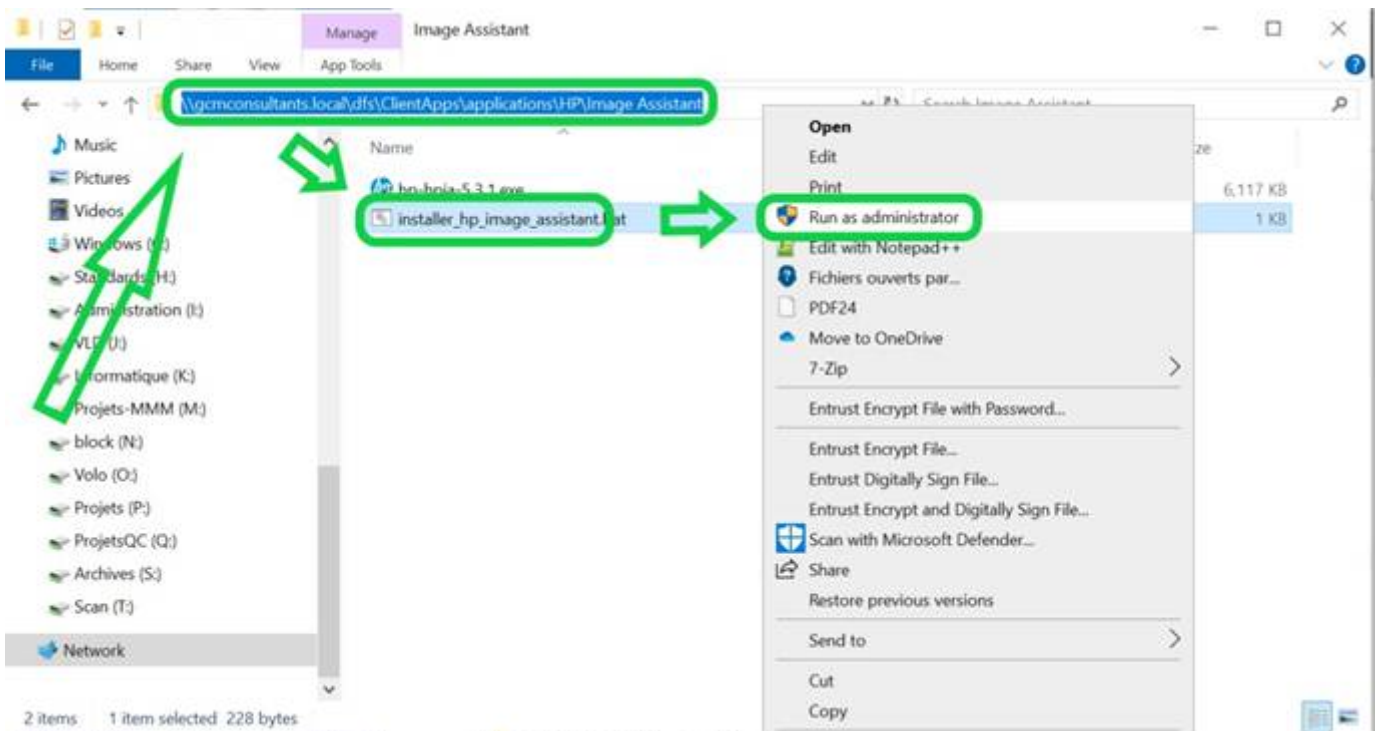 Manage Image Assistant
File Home Share View App Tools
\\gcmconsultants.local\dfs\ClientApps\applications\HP\Image Assistant
Search Image Assistant
Music
Pictures
Videos
Windows
Standards (H:)
Administration (I:)
VLD (J:)
Informatique (K:)
Projets-MMM (M:)
block (N:)
Volo (O:)
Projets (P:)
ProjetsQC (Q:)
Archives (S:)
Scan (T:)
Network
Name
hp-hpia-5.3.1.exe
installer_hp_image_assistant.bat
ze
6,117 KB
1 KB
Open
Edit
Print
Run as administrator
Edit with Notepad++
Fichiers ouverts par...
PDF24
Move to OneDrive
7-Zip
Entrust Encrypt File with Password...
Entrust Encrypt File...
Entrust Digitally Sign File...
Entrust Encrypt and Digitally Sign File...
Scan with Microsoft Defender...
Share
Restore previous versions
Send to
Cut
Copy
2 items 1 item selected 228 bytes